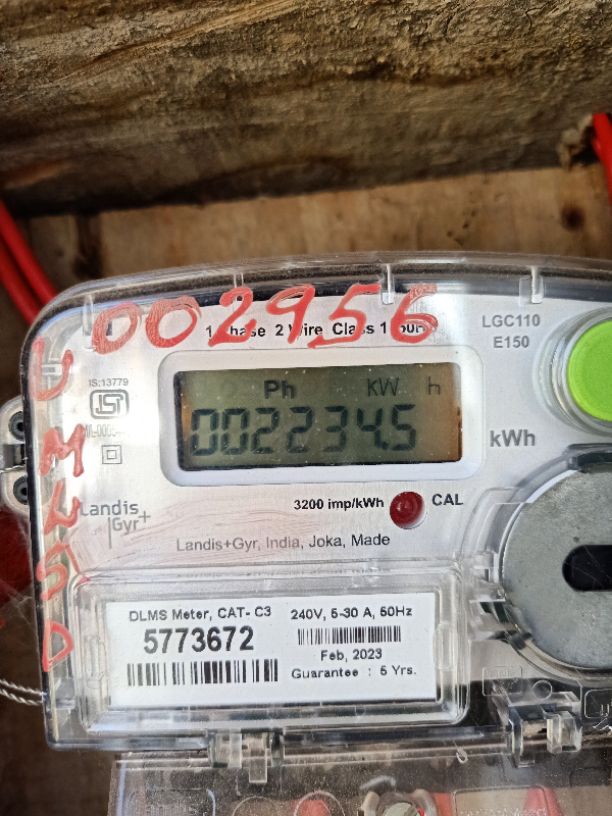 002956
1 Phase 2 Wire Class 1
LGC110
E150
IS:13779
ISI
Ph KW h
002234.5
kWh
3200 imp/kWh CAL
Landis
Gyr+
Landis+Gyr, India, Joka, Made
DLMS Meter, CAT- C3
5773672
240V, 5-30 A, 50Hz
Feb, 2023
Guarantee : 5 Yrs.